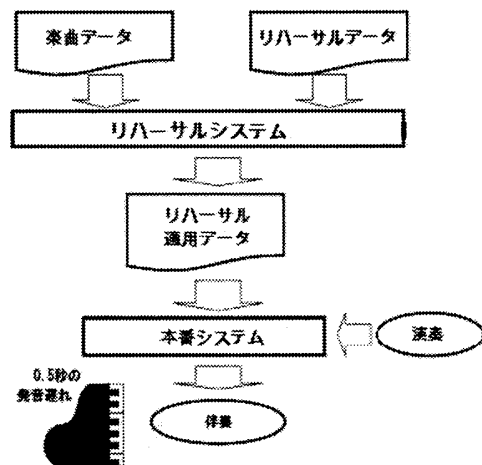 楽曲データ
リハーサルデータ
リハーサルシステム
リハーサル
適用データ
本番システム
演奏
0.5秒の
発音遅れ
伴奏